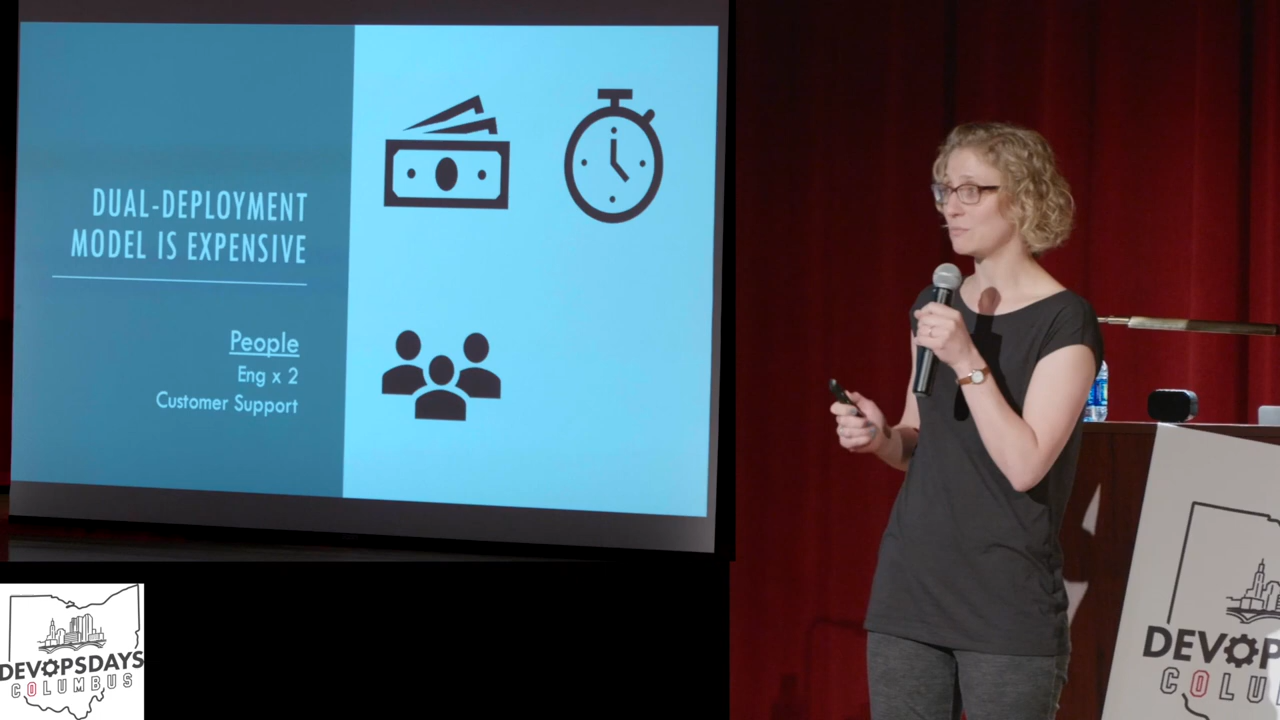 DUAL-DEPLOYMENT
MODEL IS EXPENSIVE
People
Eng x 2
Customer Support
DEVOPSDAYS
COLUMBUS
DEVOPS
COLU